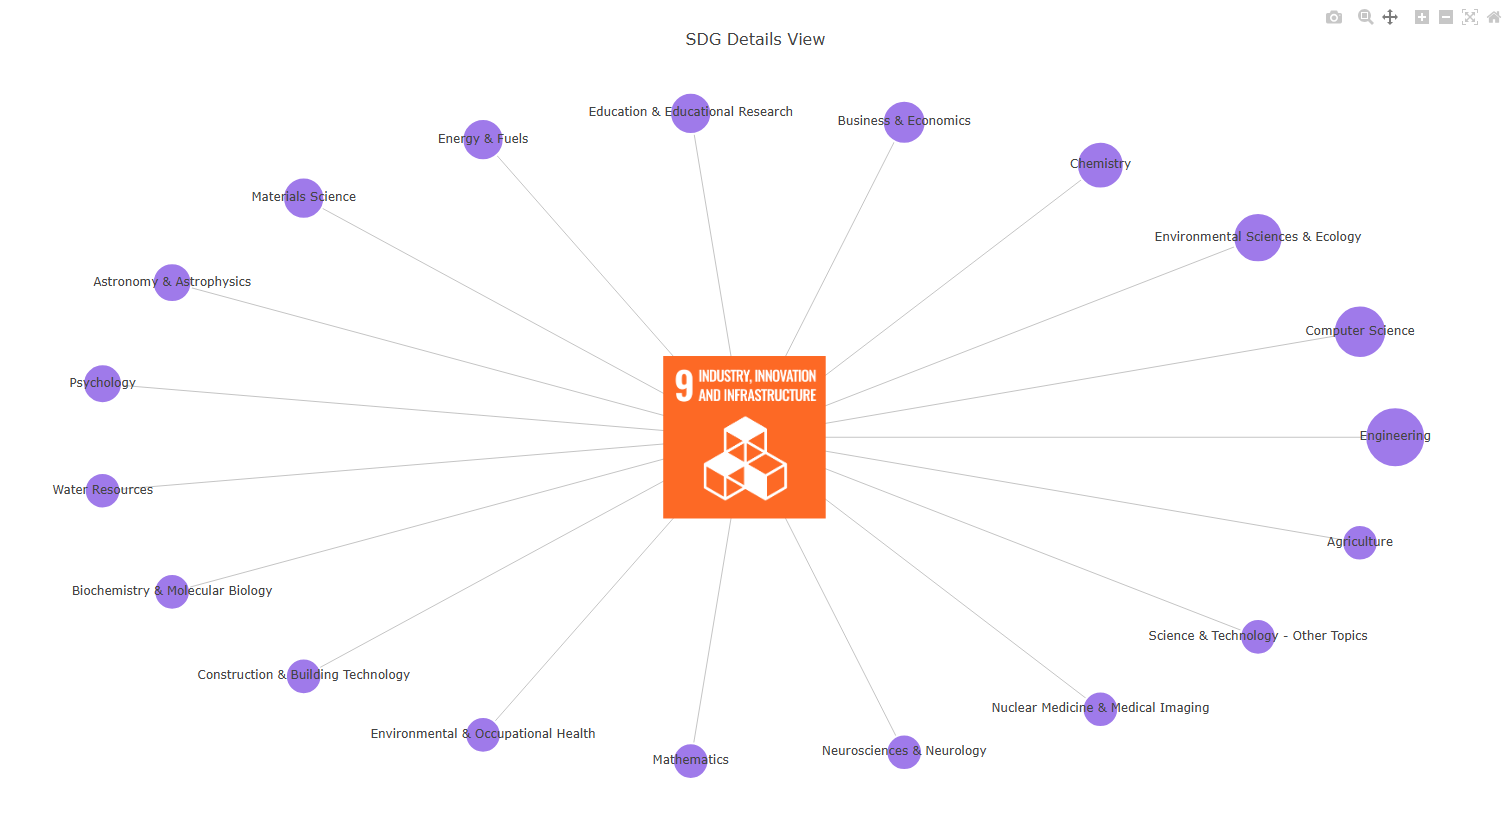 SDG Details View
Education & Educational Research
Business & Economics
Energy & Fuels
Chemistry
Materials Science
Environmental Sciences & Ecology
Astronomy & Astrophysics
Computer Science
Psychology
9 INDUSTRY, INNOVATION
AND INFRASTRUCTURE
Engineering
Water Resources
Agriculture
Biochemistry & Molecular Biology
Science & Technology - Other Topics
Construction & Building Technology
Nuclear Medicine & Medical Imaging
Environmental & Occupational Health
Neurosciences & Neurology
Mathematics